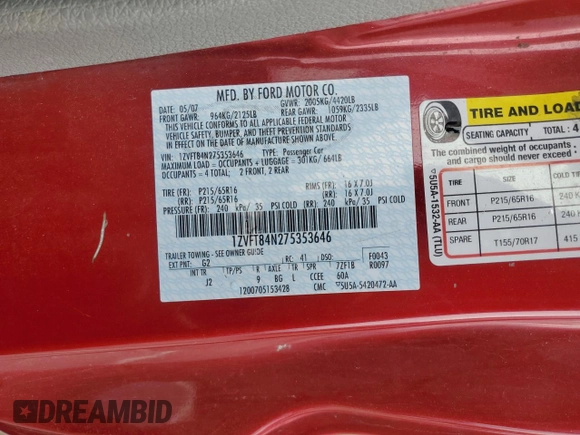 MFD. BY FORD MOTOR CO.
DATE: 05/07 GVWR: 2005KG/4420LB
FRONT GAWR: 964KG/2125LB REAR GAWR: 1059KG/2335LB
THIS VEHICLE CONFORMS TO ALL APPLICABLE FEDERAL MOTOR
VEHICLE SAFETY, BUMPER, AND THEFT PREVENTION STANDARDS IN
EFFECT ON THE DATE OF MANUFACTURE SHOWN ABOVE.
VIN: 1ZVFT84N275353646 TYPE: Passenger Car
MAXIMUM LOAD = OCCUPANTS + LUGGAGE = 301KG/664LB
OCCUPANTS = 4 TOTAL; 2 FRONT, 2 REAR
TIRE (FR): P215/65R16 RIMS (FR): 16 X 7.0J
(RR): P215/65R16 (RR): 16 X 7.0J
PRESSURE (FR): 240 kPa/ 35 PSI COLD (RR): 240 kPa/ 35 PSI COLD
1ZVFT84N275353646
TRAILER TOWING - SEE OWNER GUIDE
EXT PNT: G2 RC: 41 DSO: F0043
INT TR TP/PS R AXLE TR SPR 72F1B R0097
J2 9 BG L CCEE 60A
1200705153428 CMC 5U5A-5420472-AA
TIRE AND LOAD
SEATING CAPACITY TOTAL: 4
The combined weight of occupants
and cargo should never exceed
TIRE SIZE COLD TI
FRONT P215/65R16 240 K
REAR P215/65R16 240
SPARE T155/70R17 415
5U5A-1532-AA (TLU)
DREAMBID